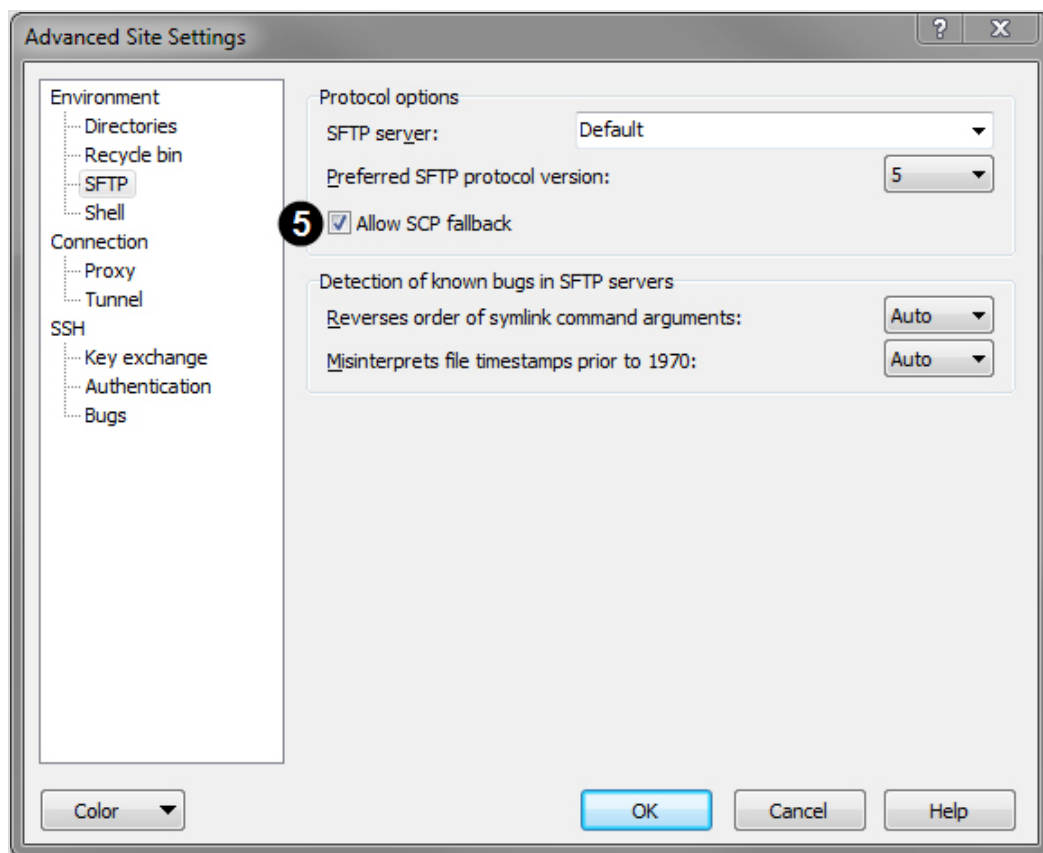 Advanced Site Settings
?
X
Environment
Directories
Recycle bin
SFTP
Shell
Connection
Proxy
Tunnel
SSH
Key exchange
Authentication
Bugs
Protocol options
SFTP server: Default
Preferred SFTP protocol version: 5
5 Allow SCP fallback
Detection of known bugs in SFTP servers
Reverses order of symlink command arguments: Auto
Misinterprets file timestamps prior to 1970: Auto
Color OK Cancel Help